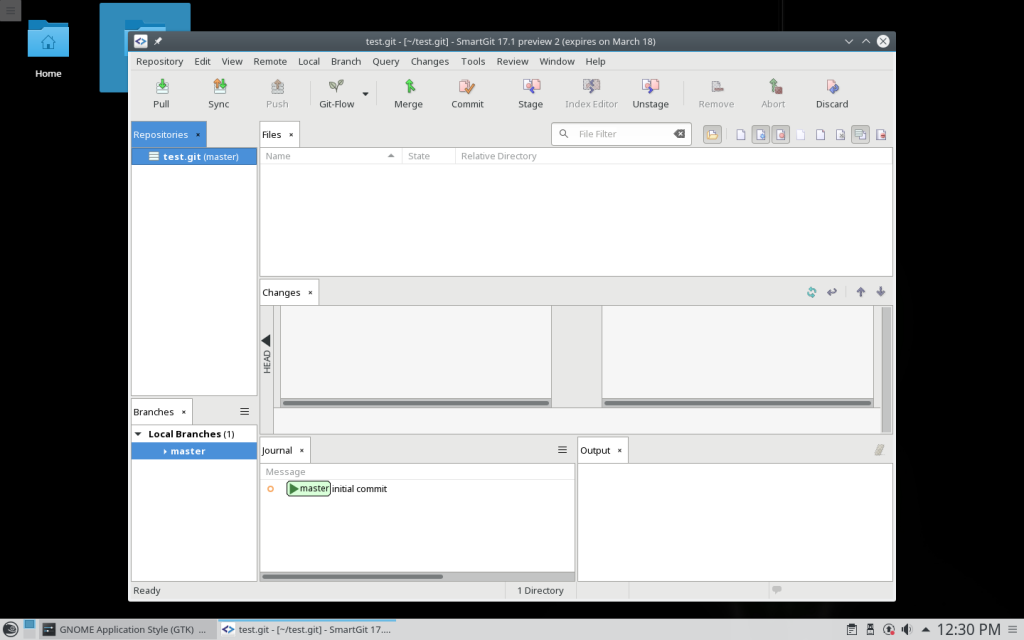 Home
test.git - [~/test.git] - SmartGit 17.1 preview 2 (expires on March 18)
Repository Edit View Remote Local Branch Query Changes Tools Review Window Help
Pull Sync Push Git-Flow Merge Commit Stage Index Editor Unstage Remove Abort Discard
Repositories
test.git (master)
Files
File Filter
Name State Relative Directory
Changes
HEAD
Branches
Local Branches (1)
master
Journal
Message
master initial commit
Output
Ready
1 Directory
GNOME Application Style (GTK) ...
test.git - [~/test.git] - SmartGit 17....
12:30 PM